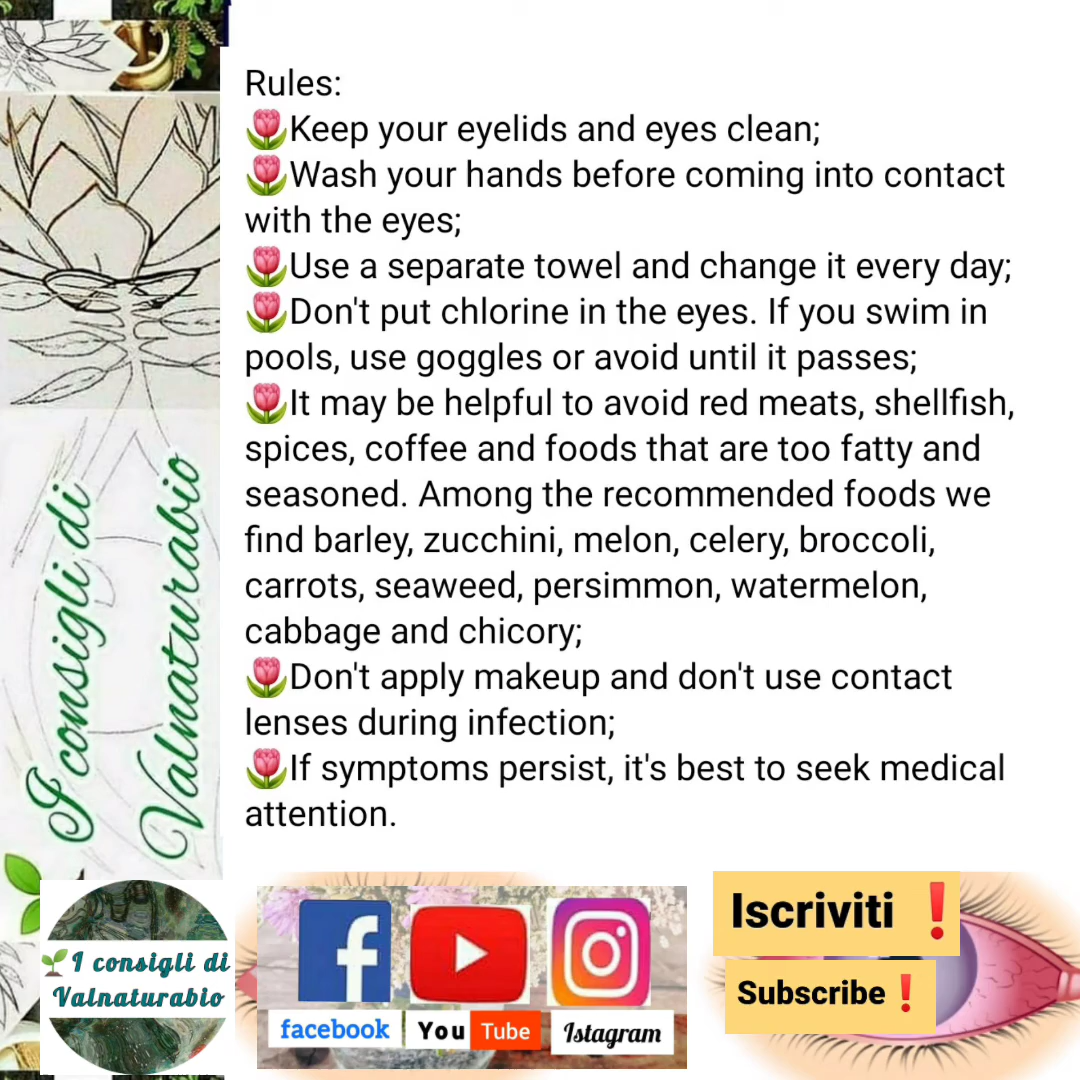 Rules:
🌷Keep your eyelids and eyes clean;
🌷Wash your hands before coming into contact
with the eyes;
🌷Use a separate towel and change it every day;
🌷Don't put chlorine in the eyes. If you swim in
pools, use goggles or avoid until it passes;
🌷It may be helpful to avoid red meats, shellfish,
spices, coffee and foods that are too fatty and
seasoned. Among the recommended foods we
find barley, zucchini, melon, celery, broccoli,
carrots, seaweed, persimmon, watermelon,
cabbage and chicory;
🌷Don't apply makeup and don't use contact
lenses during infection;
🌷If symptoms persist, it's best to seek medical
attention.
I consigli di
Valnaturabio
🌱I consigli di
Valnaturabio
facebook
You Tube
Istagram
Iscriviti ❗
Subscribe ❗